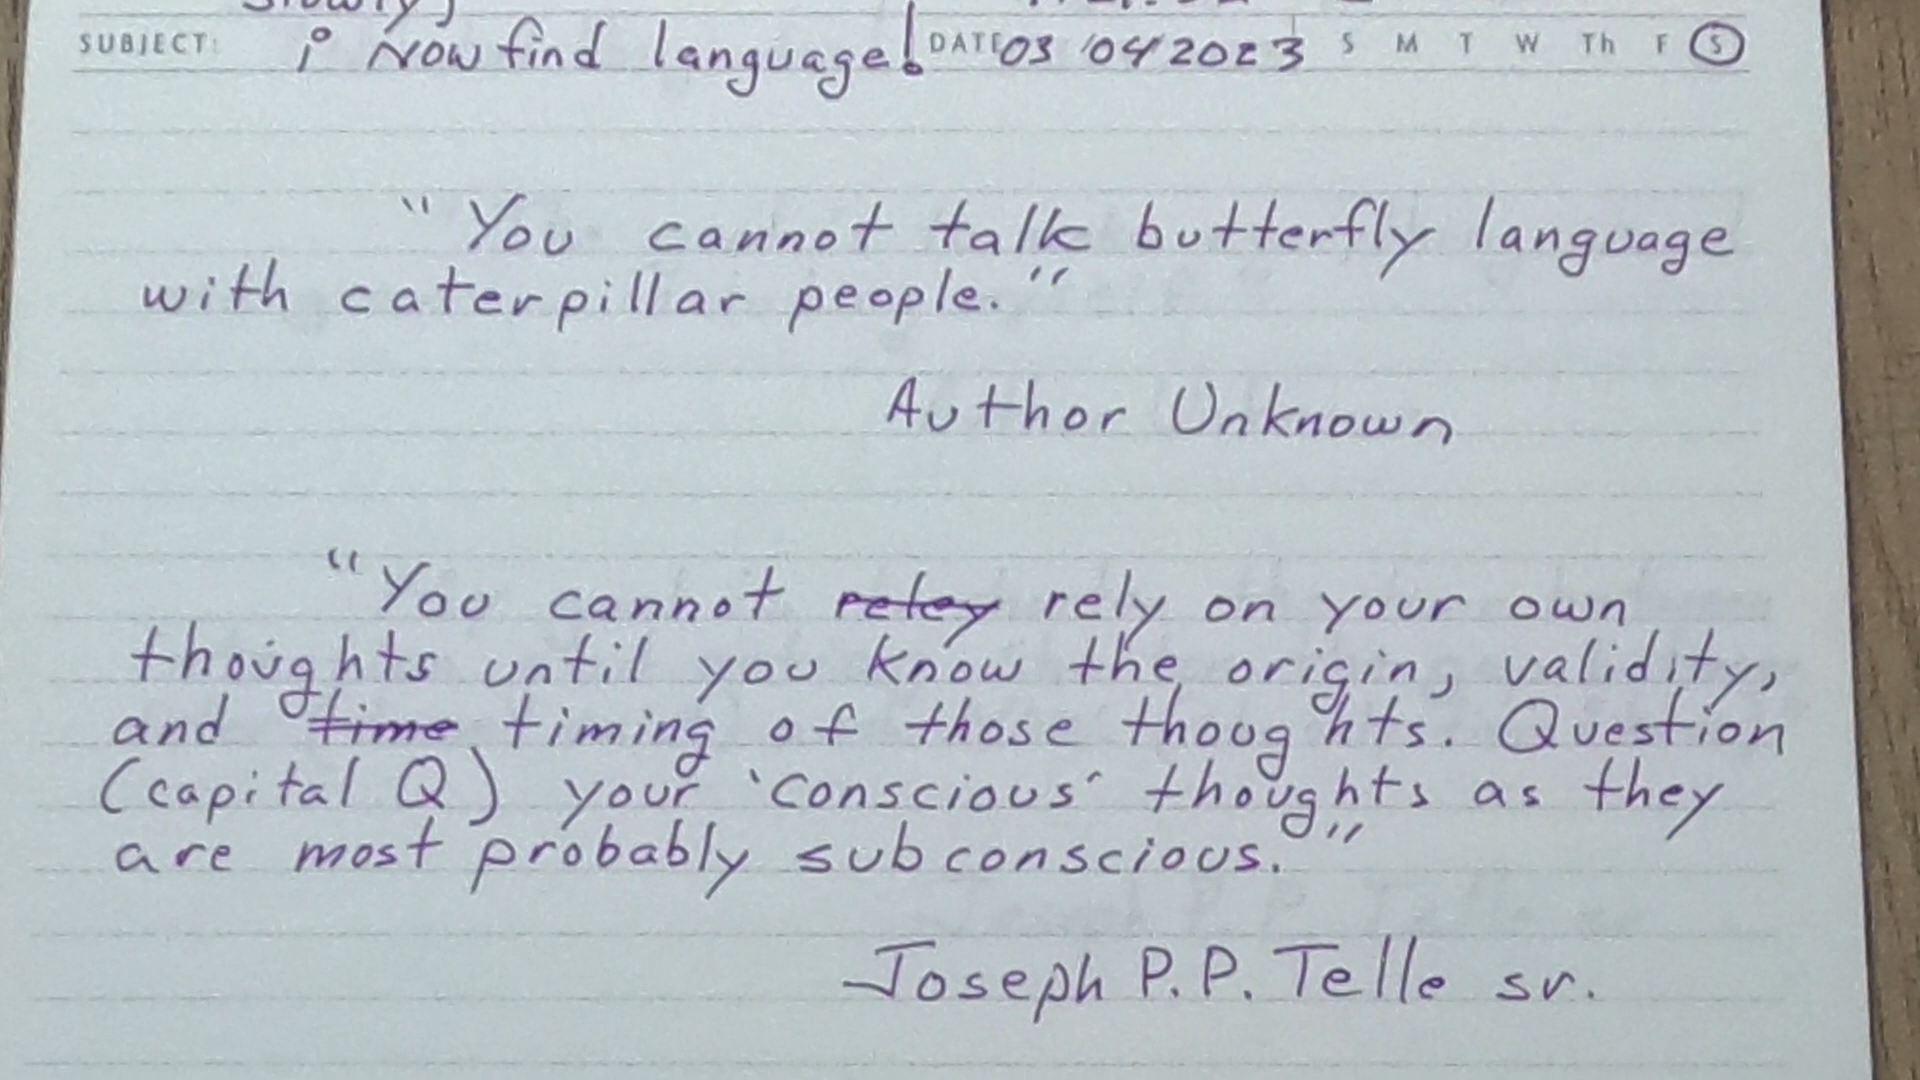 Slowly,
SUBJECT: i Now find language! DATE 03 04 2023 S M T W Th F S
"You cannot talk butterfly language
with caterpillar people."
Author Unknown
"You cannot reley rely on your own
thoughts until you know the origin, validity,
and time timing of those thoughts. Question
(capital Q) your 'conscious' thoughts as they
are most probably subconscious."
Joseph P.P. Telle sr.